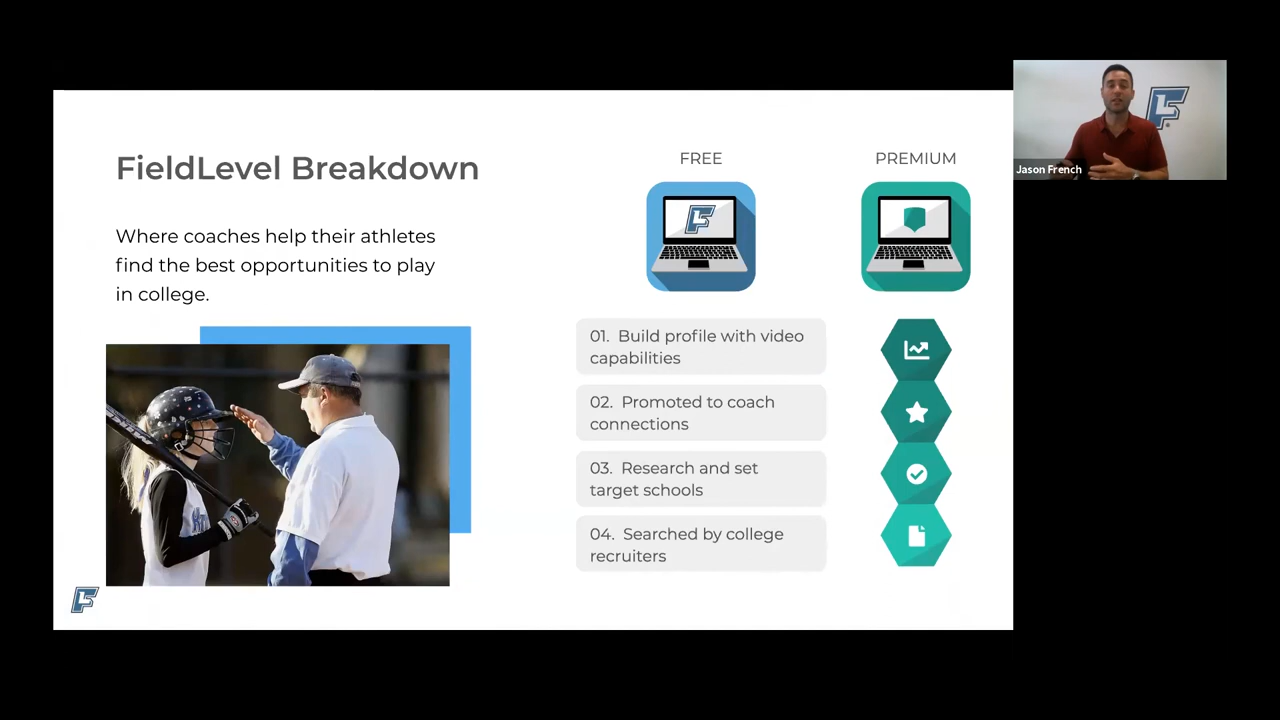 FieldLevel Breakdown
Where coaches help their athletes
find the best opportunities to play
in college.
FREE
PREMIUM
01. Build profile with video
capabilities
02. Promoted to coach
connections
03. Research and set
target schools
04. Searched by college
recruiters
Jason French